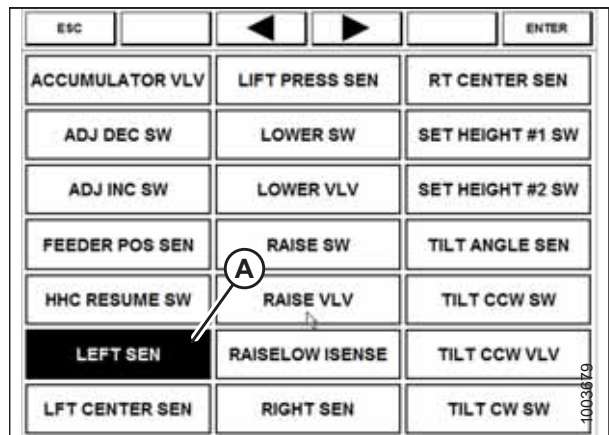 ESC ENTER
ACCUMULATOR VLV LIFT PRESS SEN RT CENTER SEN
ADJ DEC SW LOWER SW SET HEIGHT #1 SW
ADJ INC SW LOWER VLV SET HEIGHT #2 SW
FEEDER POS SEN RAISE SW TILT ANGLE SEN
A
HHC RESUME SW RAISE VLV TILT CCW SW
LEFT SEN RAISELOW ISENSE TILT CCW VLV
LFT CENTER SEN RIGHT SEN TILT CW SW
1003679